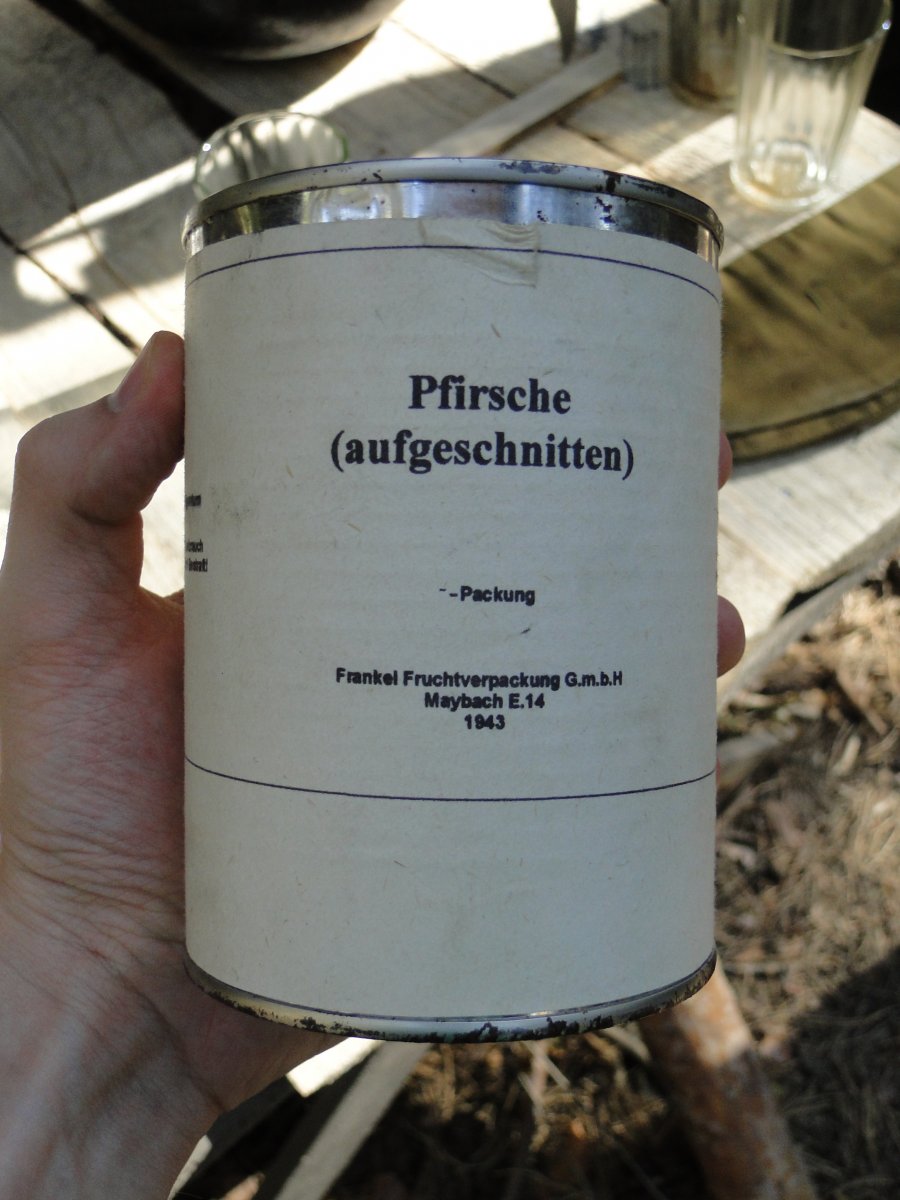 Pfirsche
(aufgeschnitten)
-Packung
Frankel Fruchtverpackung G.m.b.H
Maybach E.14
1943